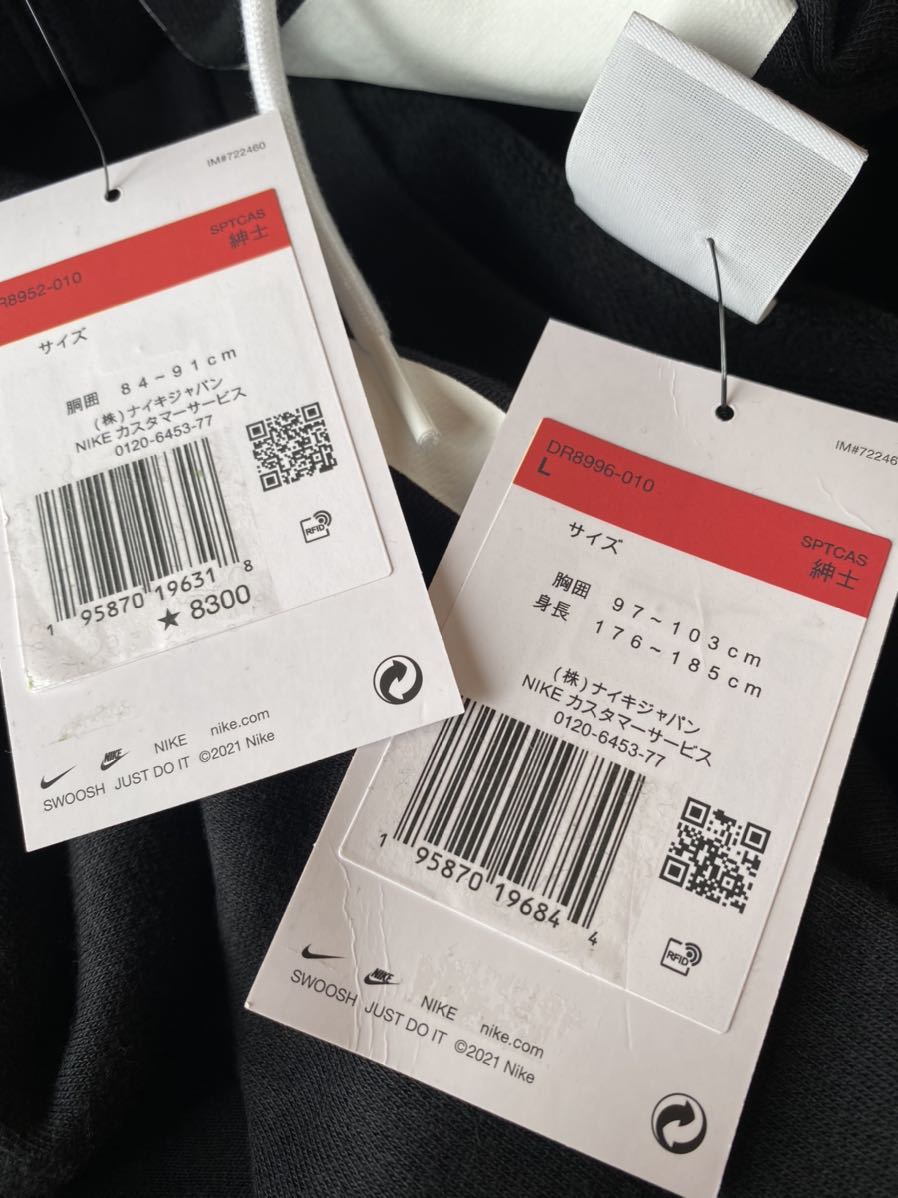 IM#722460
R8952-010
SPTCAS
紳士
サイズ
胴囲 84~91cm
(株)ナイキジャパン
NIKE カスタマーサービス
0120-6453-77
RFID
1 95870 19631 8
★ 8300
NIKE NIKE nike.com
SWOOSH JUST DO IT ©2021 Nike
IM#72246
DR8996-010
L
SPTCAS
紳士
サイズ
胸囲 97~103cm
身長 176~185cm
(株)ナイキジャパン
NIKE カスタマーサービス
0120-6453-77
1 95870 19684 4
RFID
NIKE NIKE nike.com
SWOOSH JUST DO IT ©2021 Nike